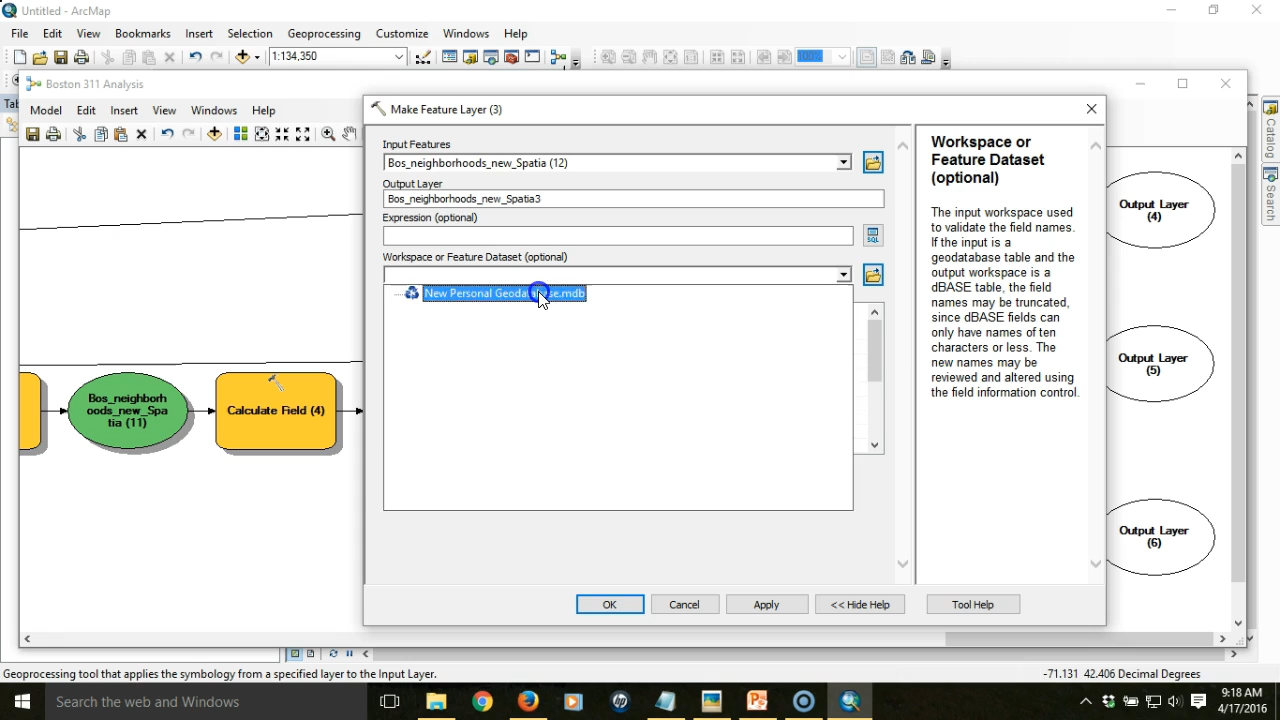 Untitled - ArcMap
File Edit View Bookmarks Insert Selection Geoprocessing Customize Windows Help
1:134,350
100%
Boston 311 Analysis
Model Edit Insert View Windows Help
Make Feature Layer (3)
Input Features
Bos_neighborhoods_new_Spatia (12)
Output Layer
Bos_neighborhoods_new_Spatia3
Expression (optional)
SQL
Workspace or Feature Dataset (optional)
New Personal Geodatabase.mdb
OK
Cancel
Apply
<< Hide Help
Tool Help
Workspace or
Feature Dataset
(optional)
The input workspace used
to validate the field names.
If the input is a
geodatabase table and the
output workspace is a
dBASE table, the field
names may be truncated,
since dBASE fields can
only have names of ten
characters or less. The
new names may be
reviewed and altered using
the field information control.
Bos_neighborh
oods_new_Spa
tia (11)
Calculate Field (4)
Output Layer
(4)
Output Layer
(5)
Output Layer
(6)
Catalog
Search
Geoprocessing tool that applies the symbology from a specified layer to the Input Layer.
-71.131 42.406 Decimal Degrees
Search the web and Windows
9:18 AM
4/17/2016